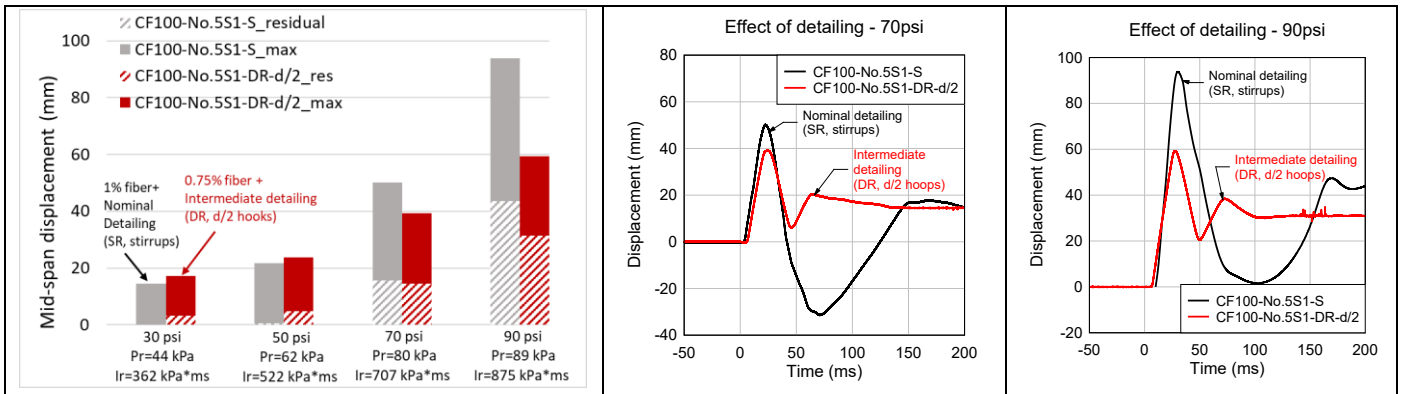 CF100-No.5S1-S_residual
CF100-No.5S1-S_max
CF100-No.5S1-DR-d/2_res
CF100-No.5S1-DR-d/2_max
Mid-span displacement (mm)
100
80
60
40
20
0
1% fiber+
Nominal
Detailing
(SR, stirrups)
0.75% fiber +
Intermediate detailing
(DR, d/2 hooks)
30 psi
Pr=44 kPa
Ir=362 kPa*ms
50 psi
Pr=62 kPa
Ir=522 kPa*ms
70 psi
Pr=80 kPa
Ir=707 kPa*ms
90 psi
Pr=89 kPa
Ir=875 kPa*ms
Effect of detailing - 70psi
Displacement (mm)
80
60
40
20
0
-20
-40
CF100-No.5S1-S
CF100-No.5S1-DR-d/2
Nominal detailing
(SR, stirrups)
Intermediate
detailing
(DR, d/2 hoops)
-50
0
50
100
150
200
Time (ms)
Effect of detailing - 90psi
Displacement (mm)
100
80
60
40
20
0
-20
Nominal detailing
(SR, stirrups)
Intermediate detailing
(DR, d/2 hoops)
CF100-No.5S1-S
CF100-No.5S1-DR-d/2
-50
0
50
100
150
200
Time (ms)